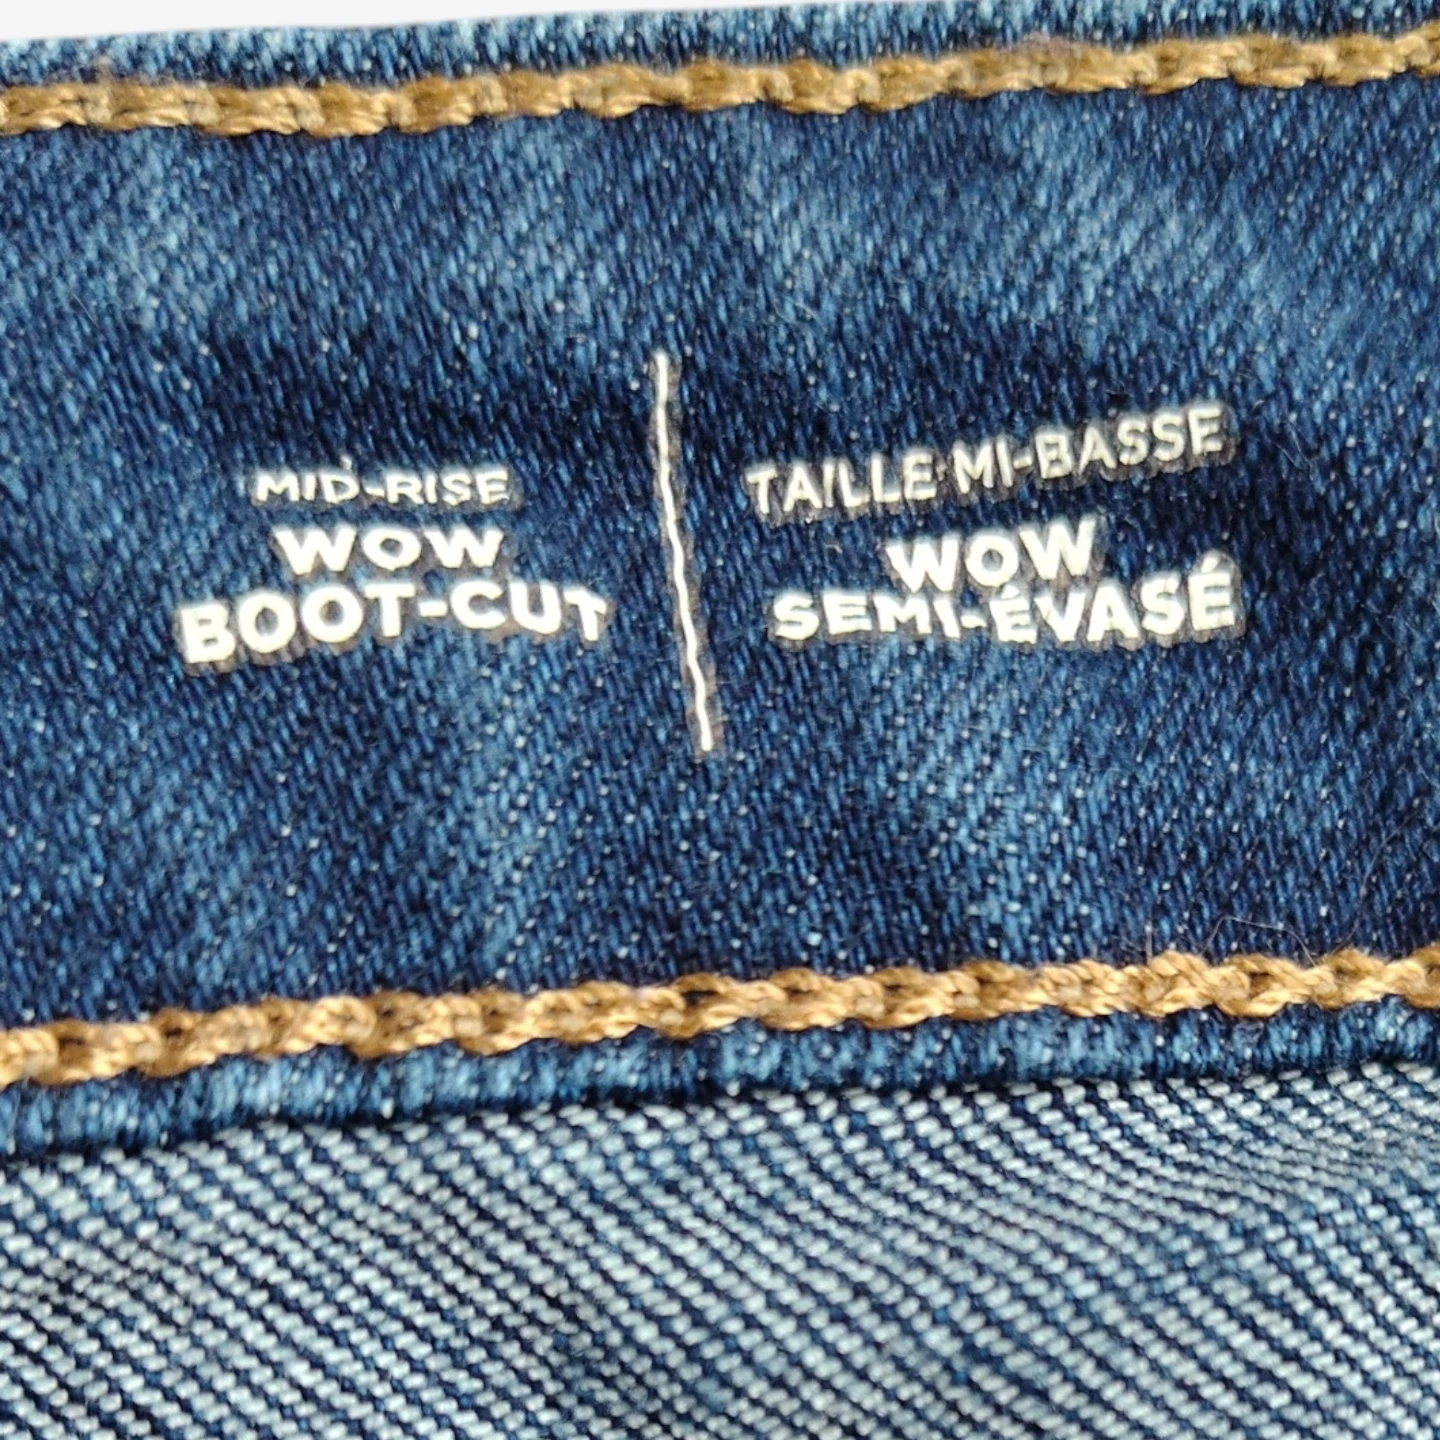 MID-RISE
WOW
BOOT-CUT
TAILLE MI-BASSE
WOW
SEMI-ÉVASÉ